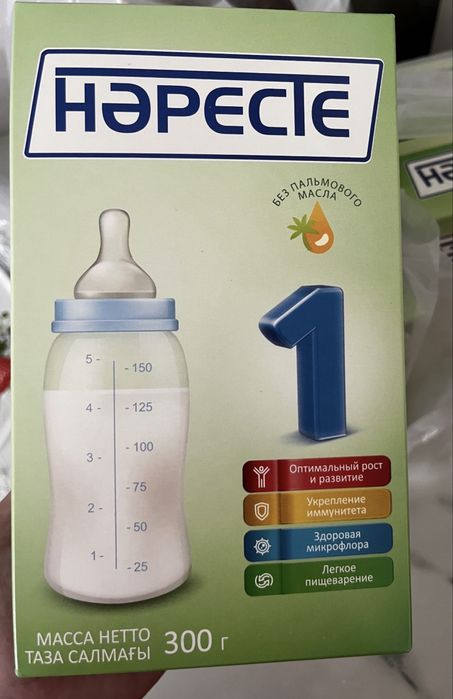 НӘРЕСТЕ
БЕЗ ПАЛЬМОВОГО
МАСЛА
1
5 - - 150
4 - - 125
3 - - 100
- 75
2 -
- 50
1 -
- 25
Оптимальный рост
и развитие
Укрепление
иммунитета
Здоровая
микрофлора
Легкое
пищеварение
МАССА НЕТТО
ТАЗА САЛМАҒЫ 300 г
НӘ